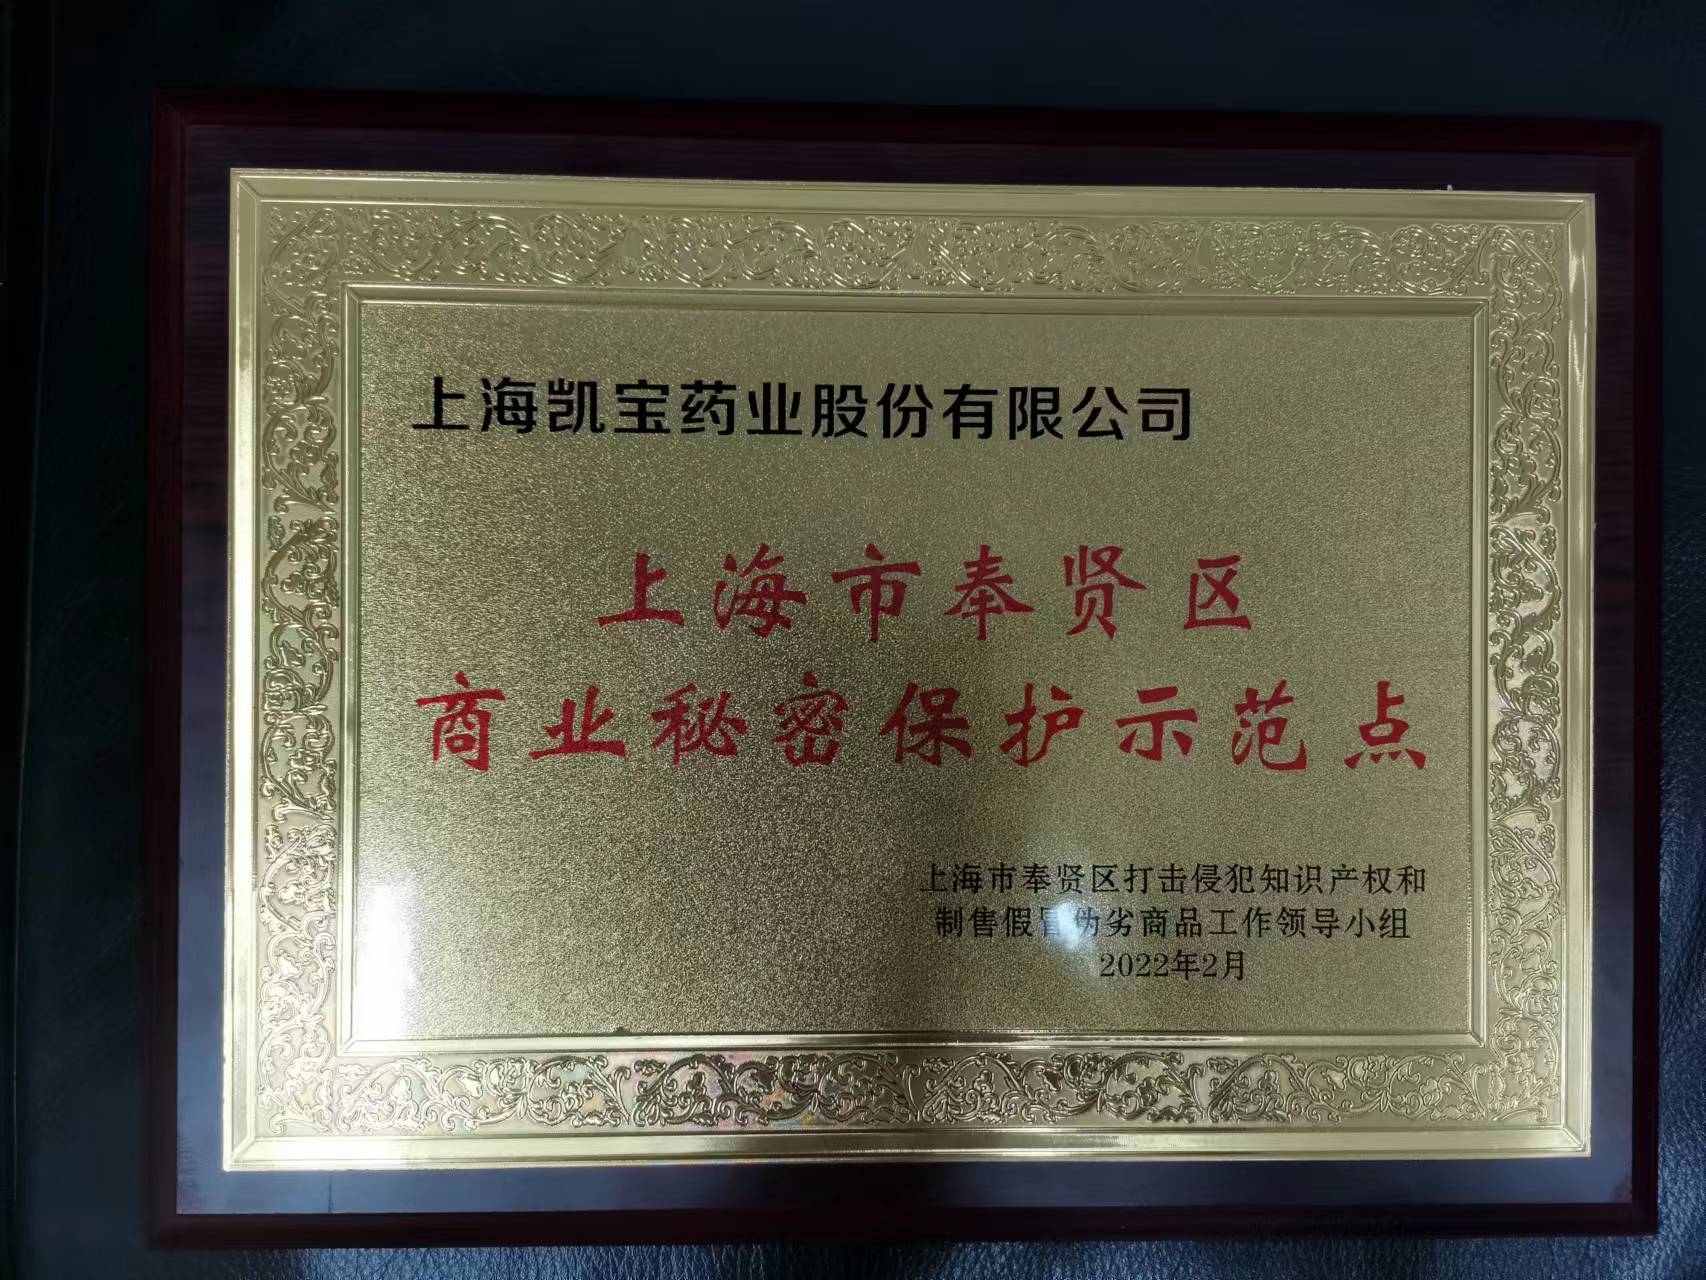 上海凯宝药业股份有限公司
上海市奉贤区
商业秘密保护示范点
上海市奉贤区打击侵犯知识产权和
制售假冒伪劣商品工作领导小组
2022年2月